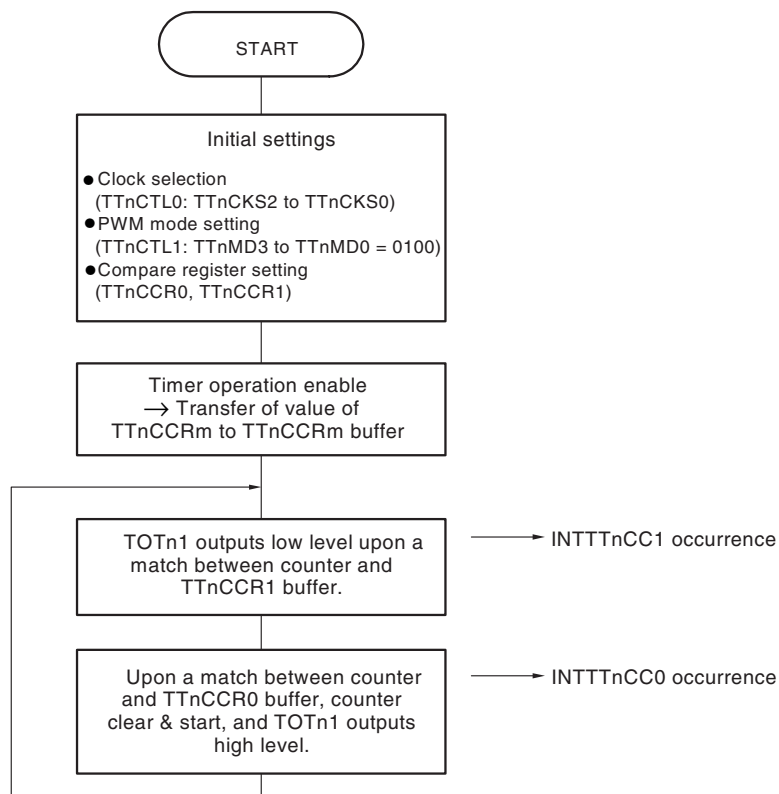 START
Initial settings
● Clock selection
(TTnCTL0: TTnCKS2 to TTnCKS0)
● PWM mode setting
(TTnCTL1: TTnMD3 to TTnMD0 = 0100)
● Compare register setting
(TTnCCR0, TTnCCR1)
Timer operation enable
→ Transfer of value of
TTnCCRm to TTnCCRm buffer
TOTn1 outputs low level upon a
match between counter and
TTnCCR1 buffer.
INTTTnCC1 occurrence
Upon a match between counter
and TTnCCR0 buffer, counter
clear & start, and TOTn1 outputs
high level.
INTTTnCC0 occurrence